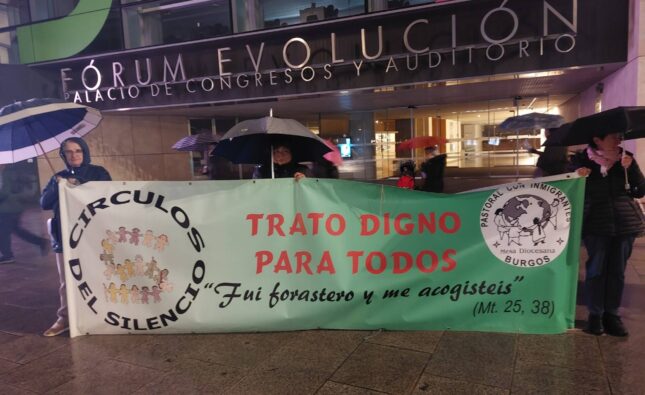 FÓRUM EVOLUCIÓN
PALACIO DE CONGRESOS Y AUDITORIO
CIRCULOS
DEL SILENCIO
TRATO DIGNO
PARA TODOS
"Fui forastero y me acogisteis"
(Mt. 25, 38)
PASTORAL CON INMIGRANTES
Mesa Diocesana
BURGOS